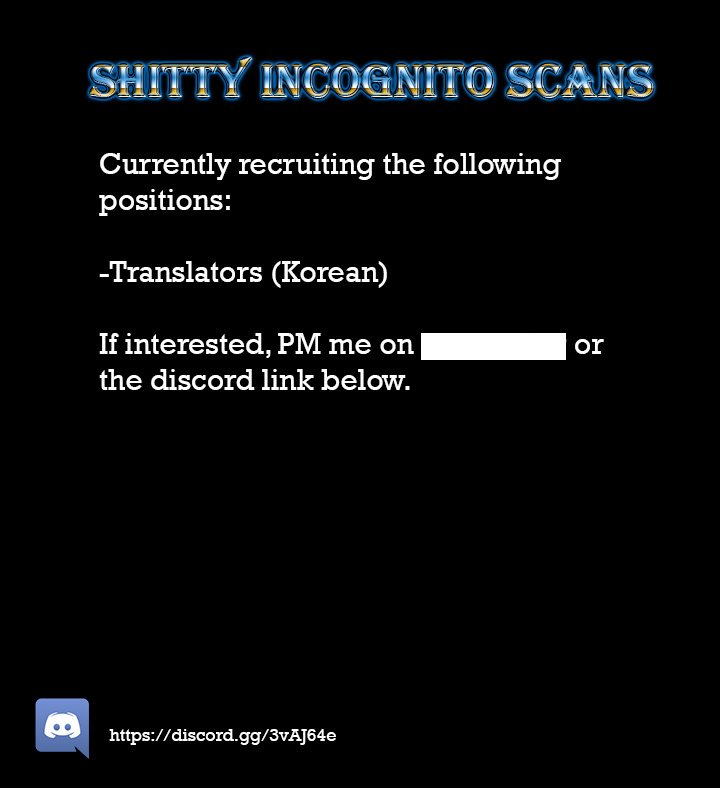 SHITTY INCOGNITO SCANS
Currently recruiting the following
positions:
-Translators (Korean)
If interested, PM me on or
the discord link below.
https://discord.gg/3vAJ64e